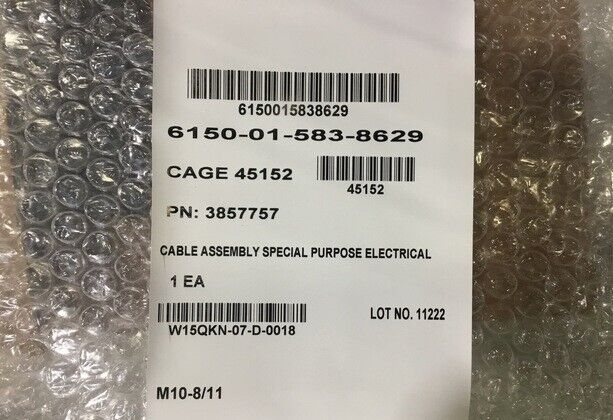 6150015838629
6150-01-583-8629
CAGE 45152
45152
PN: 3857757
CABLE ASSEMBLY SPECIAL PURPOSE ELECTRICAL
1 EA
W15QKN-07-D-0018
LOT NO. 11222
M10-8/11